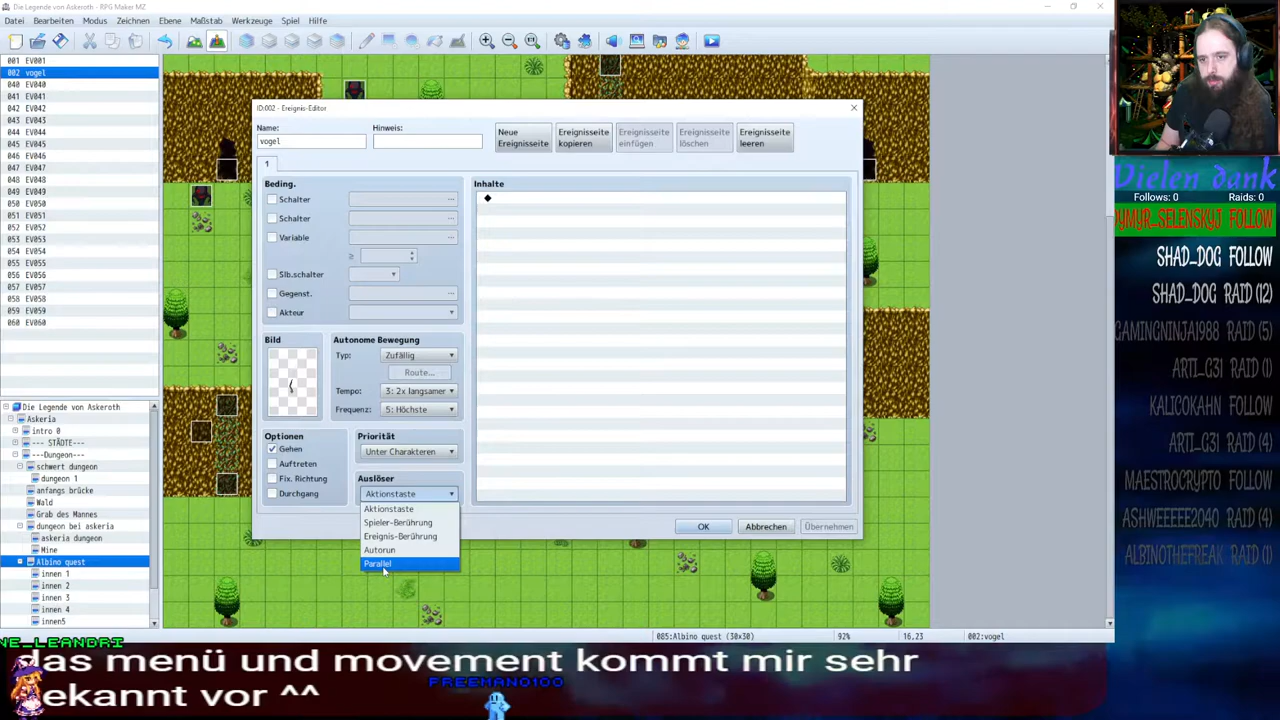 Die Legende von Askeroth - RPG Maker MZ
Datei Bearbeiten Modus Zeichnen Ebene Maßstab Werkzeuge Spiel Hilfe
001 EV001
002 vogel
040 EV040
041 EV041
042 EV042
043 EV043
044 EV044
045 EV045
046 EV046
047 EV047
048 EV048
049 EV049
050 EV050
051 EV051
052 EV052
053 EV053
054 EV054
055 EV055
056 EV056
057 EV057
058 EV058
059 EV059
060 EV060
Die Legende von Askeroth
Askeria
intro 0
--- STÄDTE---
---Dungeon---
schwert dungeon
dungeon 1
anfangs brücke
Wald
Grab des Mannes
dungeon bei askeria
askeria dungeon
Mine
Albino quest
innen 1
innen 2
innen 3
innen 4
innen5
ID:002 - Ereignis-Editor
Name:
vogel
Hinweis:
Neue Ereignisseite
Ereignisseite kopieren
Ereignisseite einfügen
Ereignisseite löschen
Ereignisseite leeren
1
Beding.
Schalter
Schalter
Variable
≥
Slb.schalter
Gegenst.
Akteur
Bild
Autonome Bewegung
Typ: Zufällig
Route...
Tempo: 3: 2x langsamer
Frequenz: 5: Höchste
Optionen
Gehen
Auftreten
Fix. Richtung
Durchgang
Priorität
Unter Charakteren
Auslöser
Aktionstaste
Aktionstaste
Spieler-Berührung
Ereignis-Berührung
Autorun
Parallel
Inhalte
OK
Abbrechen
Übernehmen
085:Albino quest (30x30) 92% 16,23 002:vogel
Vielen dank
Follows: 0 Raids: 0
YMYR_SELENSKYJ FOLLOW
SHAD_DOG FOLLOW
SHAD_DOG RAID (12)
GAMINGNINJA1988 RAID (5)
ARTI_G31 RAID (1)
KALICOKAHN FOLLOW
ARTI_G31 RAID (4)
MAESTROCRYPTO FOLLOW
ASHWEEEEE2040 FOLLOW
ALBINOTHEFREAK RAID (1)
NE_LEANDRI
das menü und movement kommt mir sehr
bekannt vor ^^
FREEMANO100